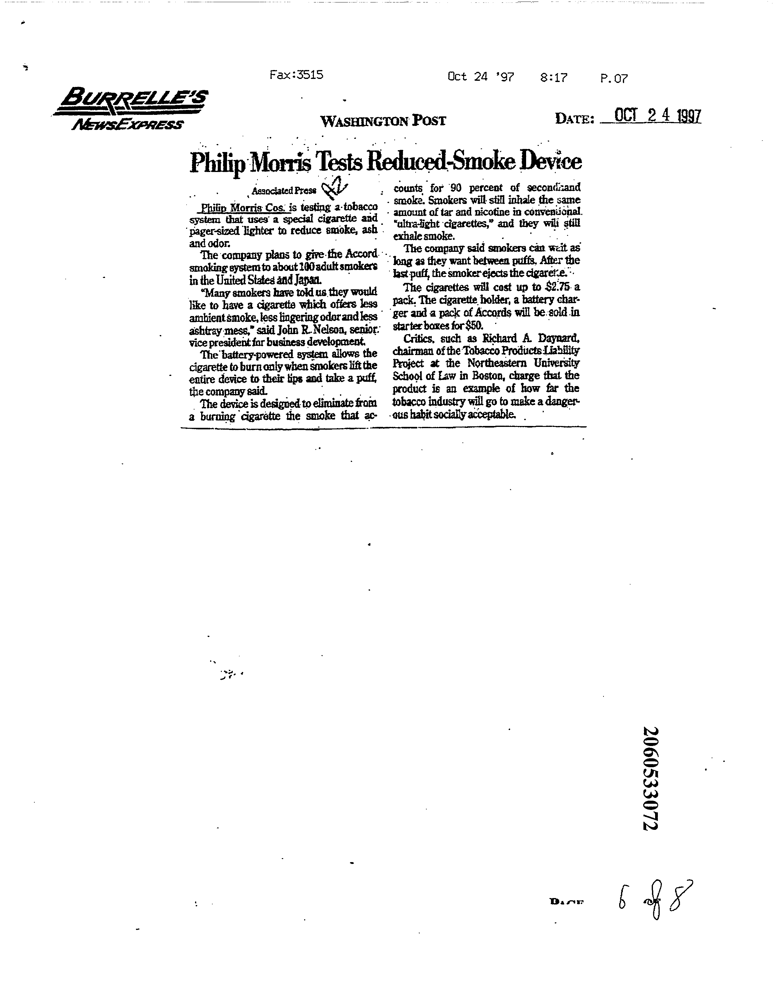 Fax:3515 Oct 24 '97 8:17 P.07
BURRELLE'S
NEWSEXPRESS
WASHINGTON POST
DATE: OCT 24 1997
Philip Morris Tests Reduced-Smoke Device
Associated Press
Philip Morris Cos. is testing a tobacco
system that uses a special cigarette and
pager-sized lighter to reduce smoke, ash
and odor.
The company plans to give the Accord
smoking system to about 100 adult smokers
in the United States and Japan.
"Many smokers have told us they would
like to have a cigarette which offers less
ambient smoke, less lingering odor and less
ashtray mess," said John R. Nelson, senior
vice president for business development.
The battery-powered system allows the
cigarette to burn only when smokers lift the
entire device to their lips and take a puff,
the company said.
The device is designed to eliminate from
a burning cigarette the smoke that ac-
counts for 90 percent of secondhand
smoke. Smokers will still inhale the same
amount of tar and nicotine in conventional
"ultra-light cigarettes," and they will still
exhale smoke.
The company said smokers can wait as
long as they want between puffs. After the
last puff, the smoker ejects the cigarette.
The cigarettes will cost up to $2.75 a
pack. The cigarette holder, a battery char-
ger and a pack of Accords will be sold in
starter boxes for $50.
Critics, such as Richard A. Daynard,
chairman of the Tobacco Products Liability
Project at the Northeastern University
School of Law in Boston, charge that the
product is an example of how far the
tobacco industry will go to make a danger-
ous habit socially acceptable.
2060533072
PAGE 6 of 8